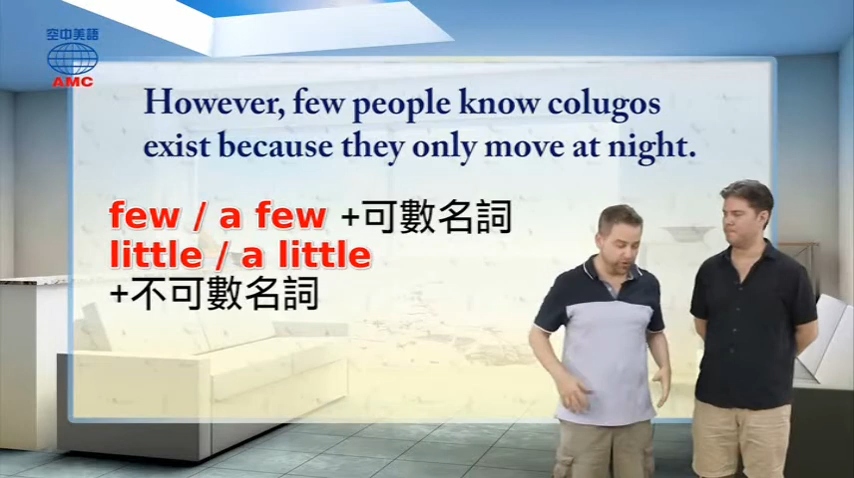 空中美語
AMC
However, few people know colugos
exist because they only move at night.
few / a few +可數名詞
little / a little
+不可數名詞